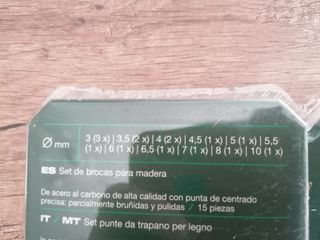 Ø mm
3 (3 x) | 3,5 (2 x) | 4 (2 x) | 4,5 (1 x) | 5 (1 x) | 5,5
(1 x) | 6 (1 x) | 6,5 (1 x) | 7 (1 x) | 8 (1 x) | 10 (1 x)
ES Set de brocas para madera
De acero al carbono de alta calidad con punta de centrado
precisa: parcialmente bruñidas y pulidas / 15 piezas
IT / MT Set punte da trapano per legno